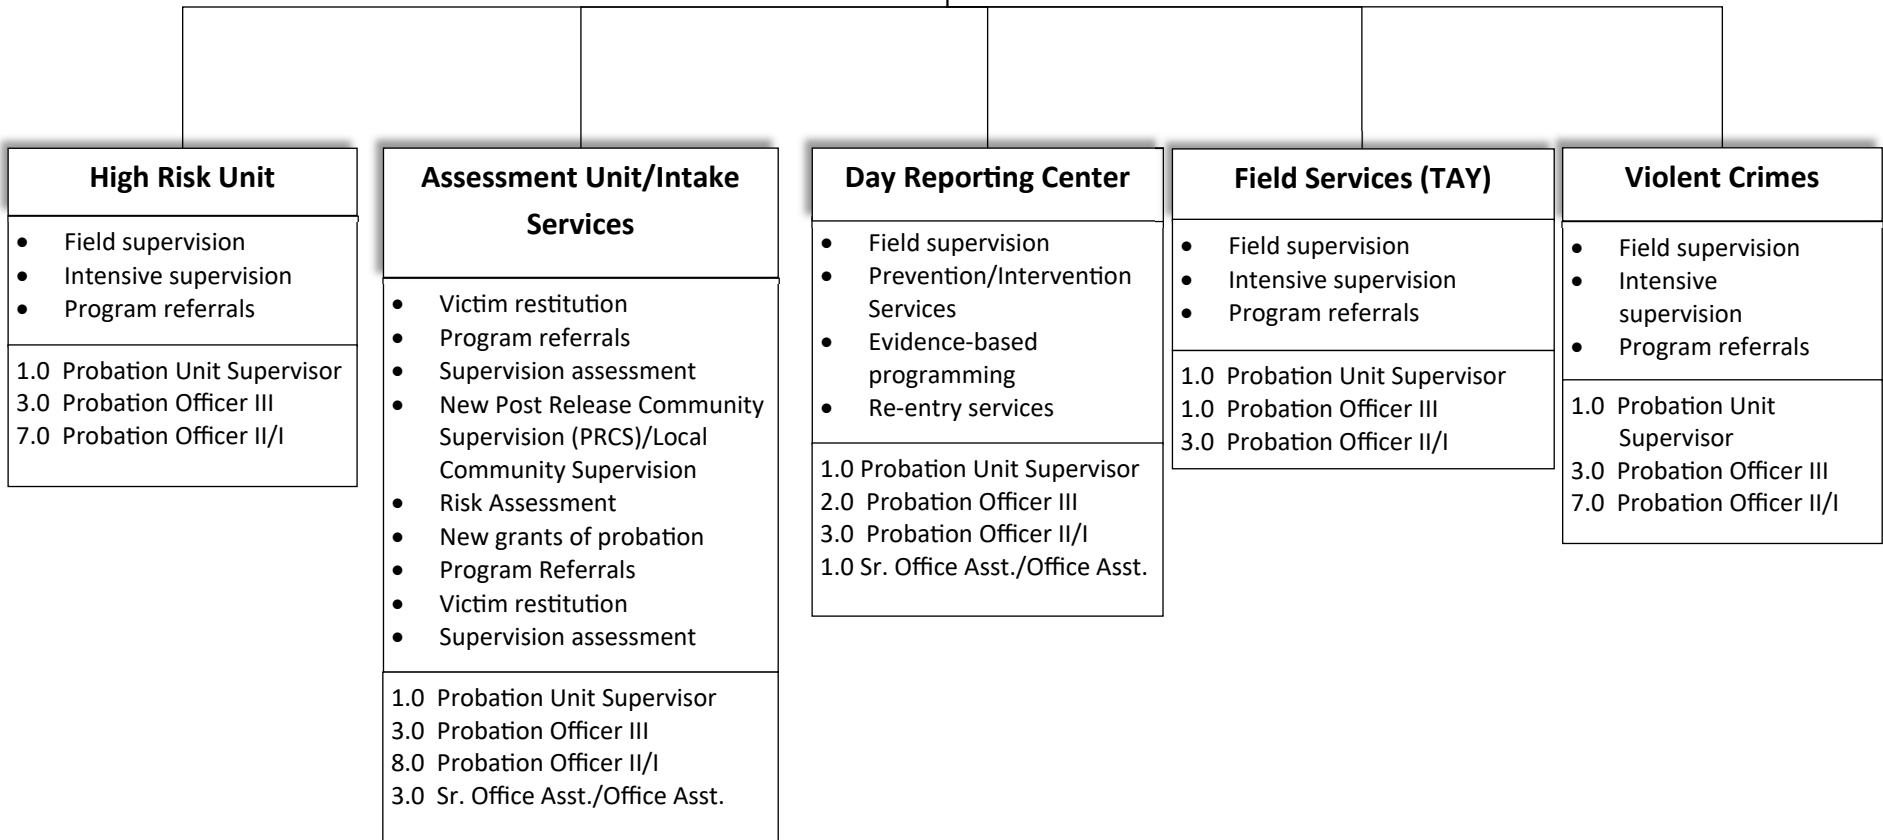 High Risk Unit
• Field supervision
• Intensive supervision
• Program referrals
1.0 Probation Unit Supervisor
3.0 Probation Officer III
7.0 Probation Officer II/I
Assessment Unit/Intake
Services
• Victim restitution
• Program referrals
• Supervision assessment
• New Post Release Community
Supervision (PRCS)/Local
Community Supervision
• Risk Assessment
• New grants of probation
• Program Referrals
• Victim restitution
• Supervision assessment
1.0 Probation Unit Supervisor
3.0 Probation Officer III
8.0 Probation Officer II/I
3.0 Sr. Office Asst./Office Asst.
Day Reporting Center
• Field supervision
• Prevention/Intervention
Services
• Evidence-based
programming
• Re-entry services
1.0 Probation Unit Supervisor
2.0 Probation Officer III
3.0 Probation Officer II/I
1.0 Sr. Office Asst./Office Asst.
Field Services (TAY)
• Field supervision
• Intensive supervision
• Program referrals
1.0 Probation Unit Supervisor
1.0 Probation Officer III
3.0 Probation Officer II/I
Violent Crimes
• Field supervision
• Intensive
supervision
• Program referrals
1.0 Probation Unit
Supervisor
3.0 Probation Officer III
7.0 Probation Officer II/I